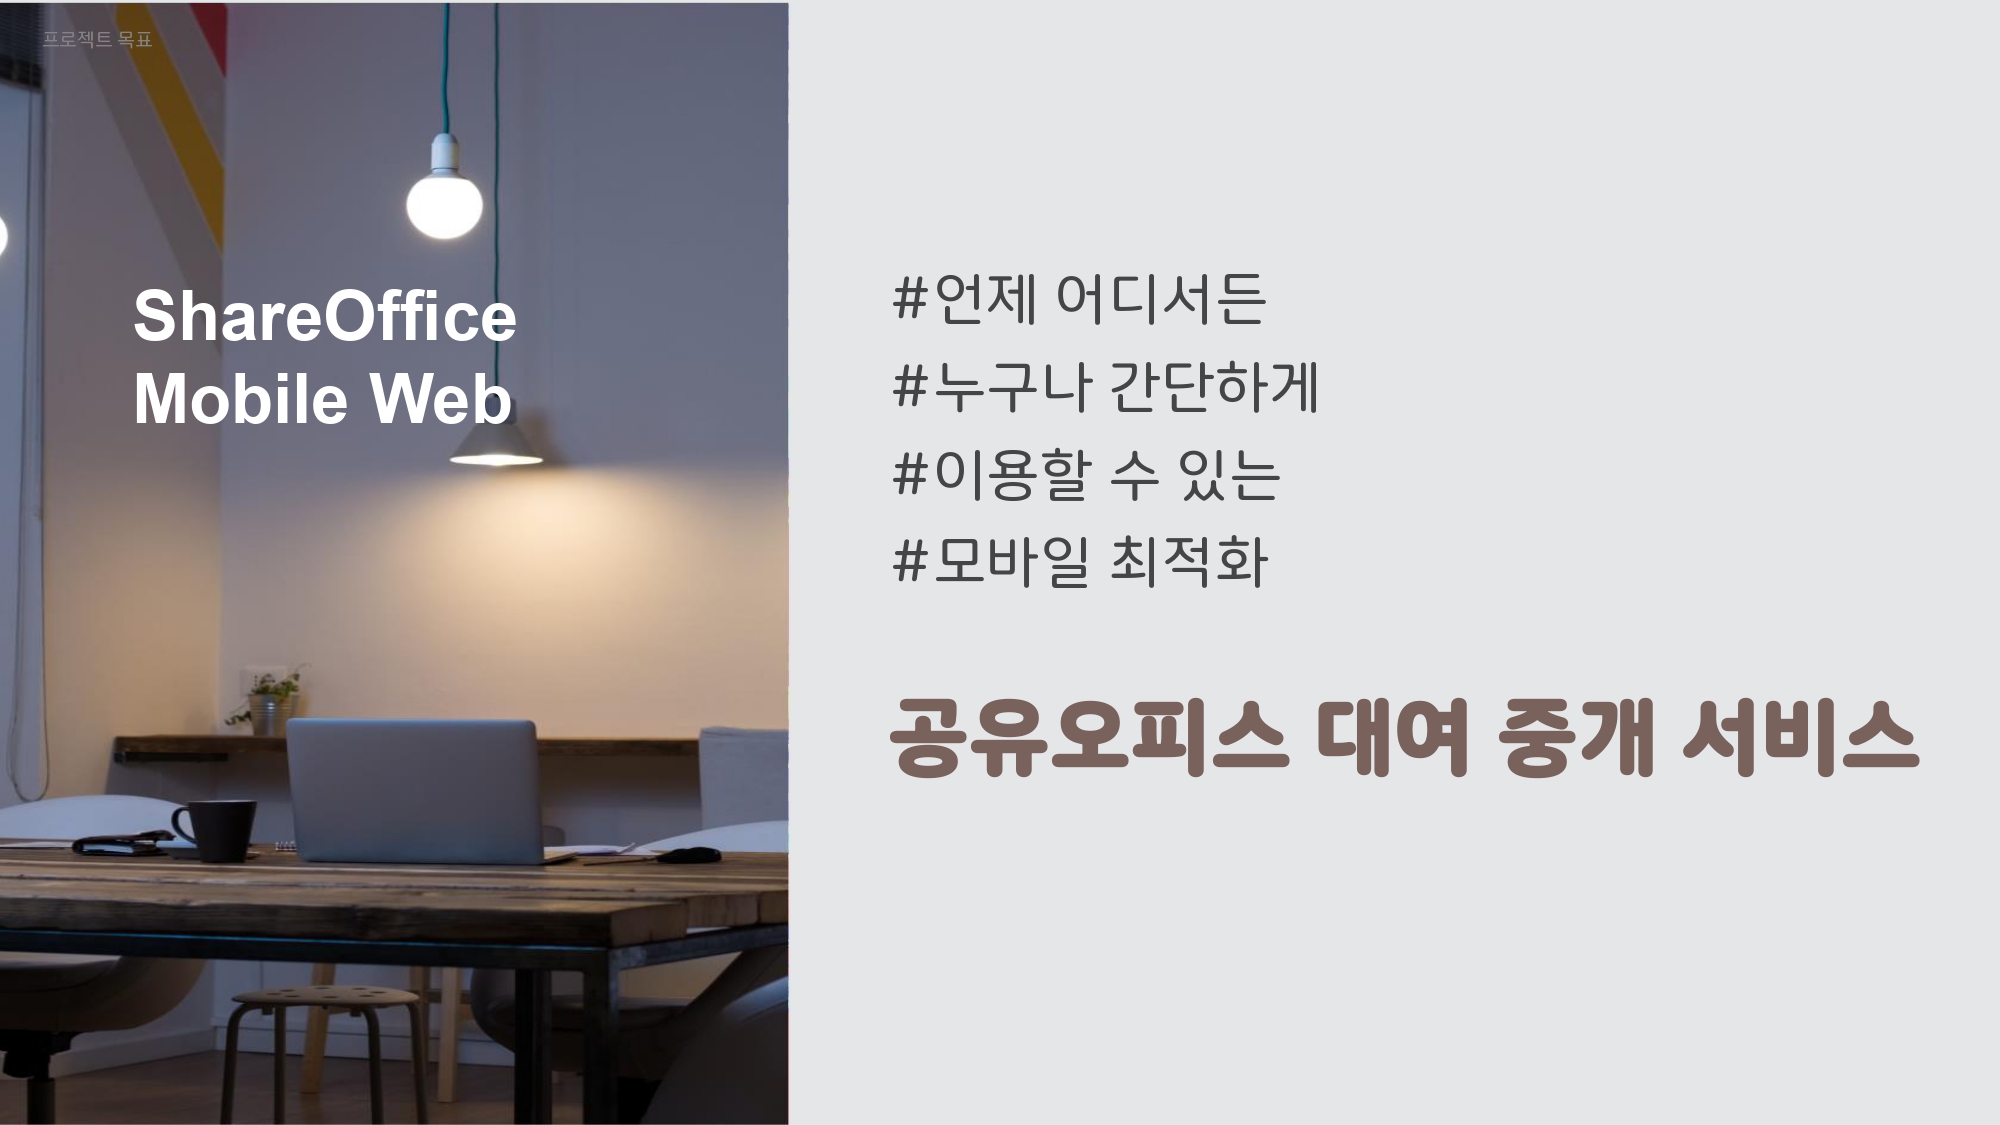 프로젝트 목표
ShareOffice
Mobile Web
#언제 어디서든
#누구나 간단하게
#이용할 수 있는
#모바일 최적화
공유오피스 대여 중개 서비스